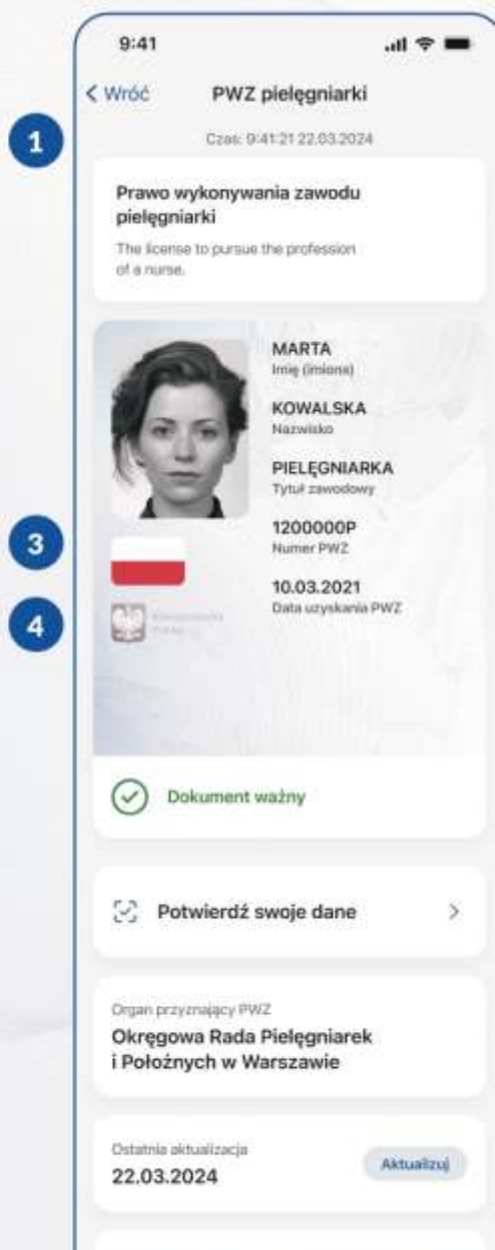 9:41
Wróć
PWZ pielęgniarki
1
Czas: 9:41:21 22.03.2024
Prawo wykonywania zawodu
pielęgniarki
The license to pursue the profession
of a nurse.
MARTA
Imię (imiona)
KOWALSKA
Nazwisko
PIELĘGNIARKA
Tytuł zawodowy
1200000P
Numer PWZ
3
10.03.2021
Data uzyskania PWZ
4
Dokument ważny
Potwierdź swoje dane
Organ przyznający PWZ
Okręgowa Rada Pielęgniarek
i Położnych w Warszawie
Ostatnia aktualizacja
22.03.2024
Aktualizuj